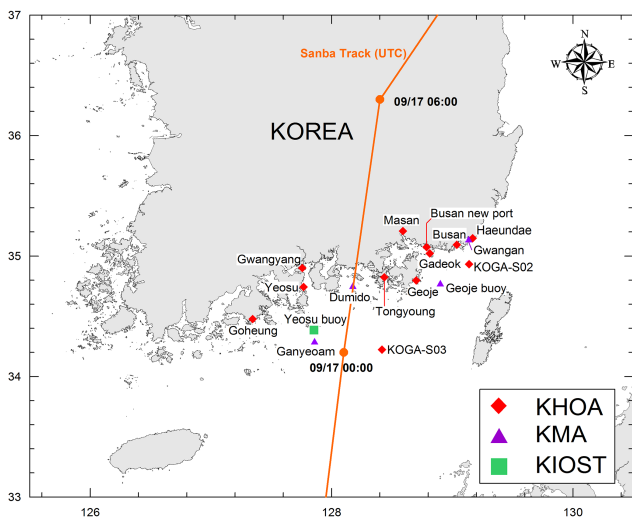 37
36
35
34
33
126
128
130
Sanba Track (UTC)
N
W
E
S
09/17 06:00
KOREA
Busan new port
Masan
Busan
Haeundae
Gwangan
Gwangyang
Gadeok
KOGA-S02
Yeosu
Dumido
Geoje
Geoje buoy
Tongyoung
Goheung
Yeosu buoy
Ganyeoam
KOGA-S03
09/17 00:00
KHOA
KMA
KIOST